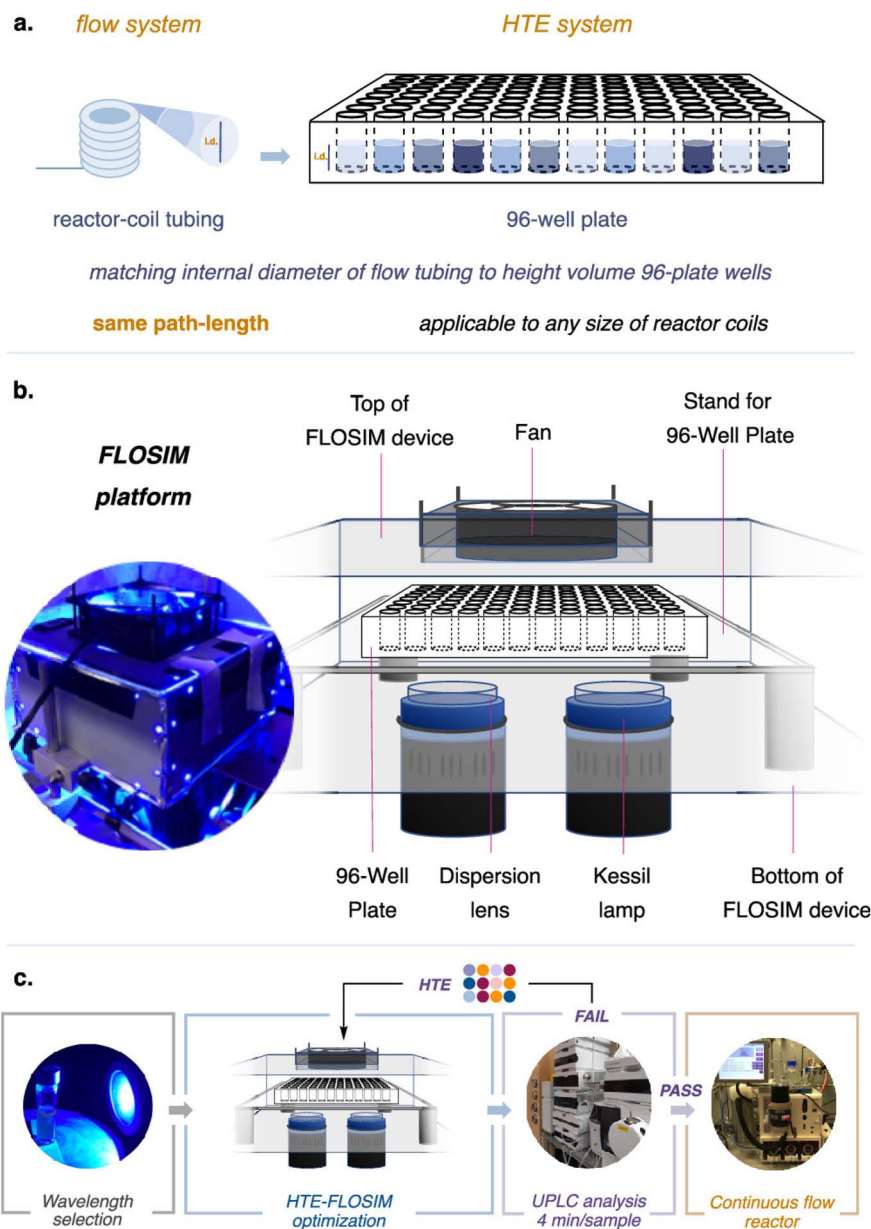 a.
flow system
HTE system
i.d.
i.d.
reactor-coil tubing
96-well plate
matching internal diameter of flow tubing to height volume 96-plate wells
same path-length
applicable to any size of reactor coils
b.
FLOSIM
platform
Top of
FLOSIM device
Fan
Stand for
96-Well Plate
96-Well
Plate
Dispersion
lens
Kessil
lamp
Bottom of
FLOSIM device
c.
HTE
FAIL
PASS
Wavelength
selection
HTE-FLOSIM
optimization
UPLC analysis
4 min/sample
Continuous flow
reactor